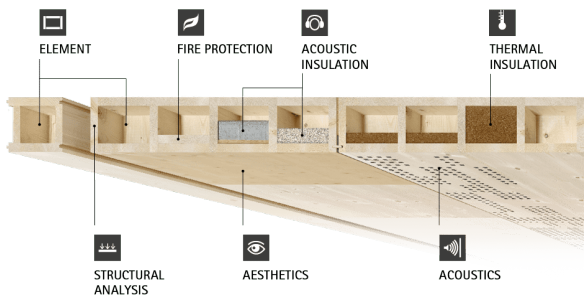 ELEMENT
FIRE PROTECTION
ACOUSTIC
INSULATION
THERMAL
INSULATION
STRUCTURAL
ANALYSIS
AESTHETICS
ACOUSTICS